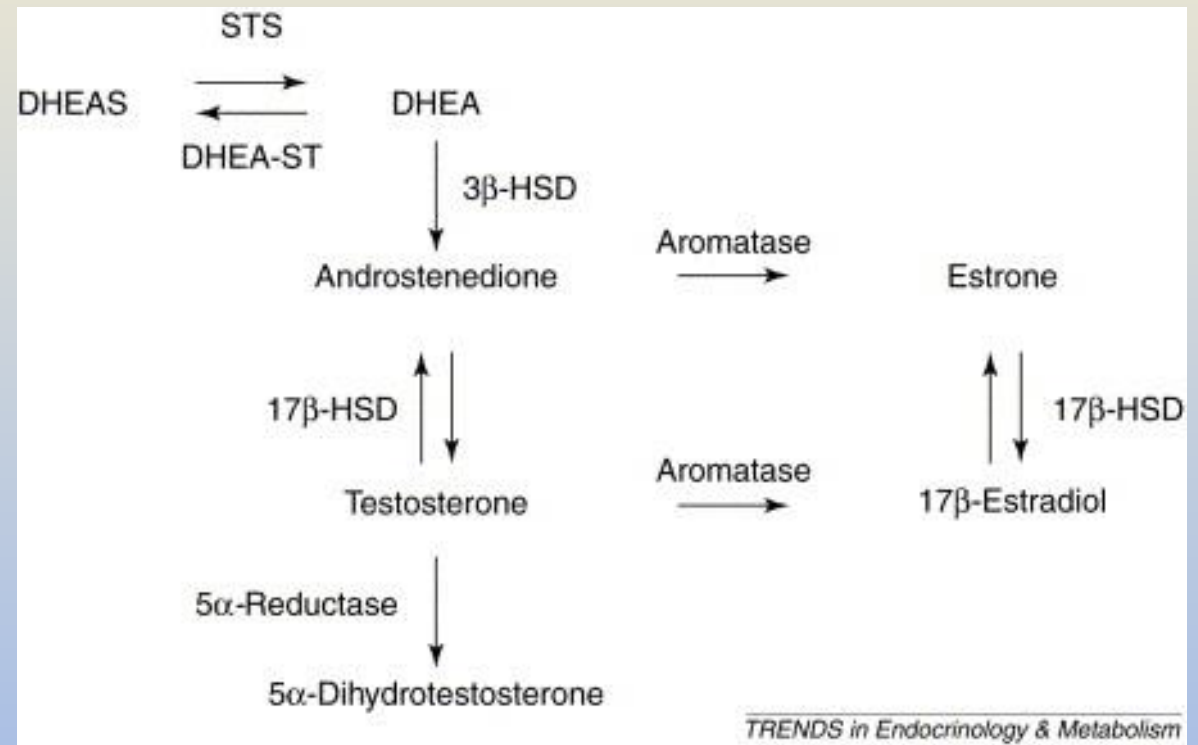 STS
DHEAS
DHEA
DHEA-ST
3β-HSD
Aromatase
Androstenedione
Estrone
17β-HSD
17β-HSD
Aromatase
Testosterone
17β-Estradiol
5α-Reductase
5α-Dihydrotestosterone
TRENDS in Endocrinology & Metabolism